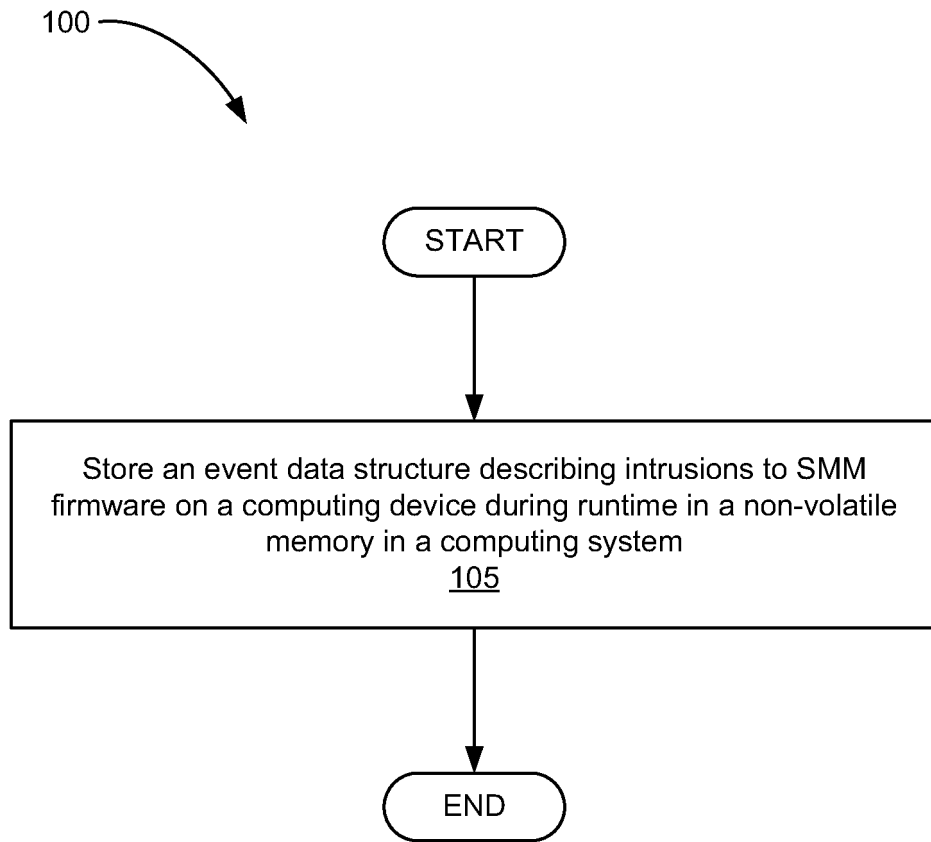 100
START
Store an event data structure describing intrusions to SMM
firmware on a computing device during runtime in a non-volatile
memory in a computing system
105
END